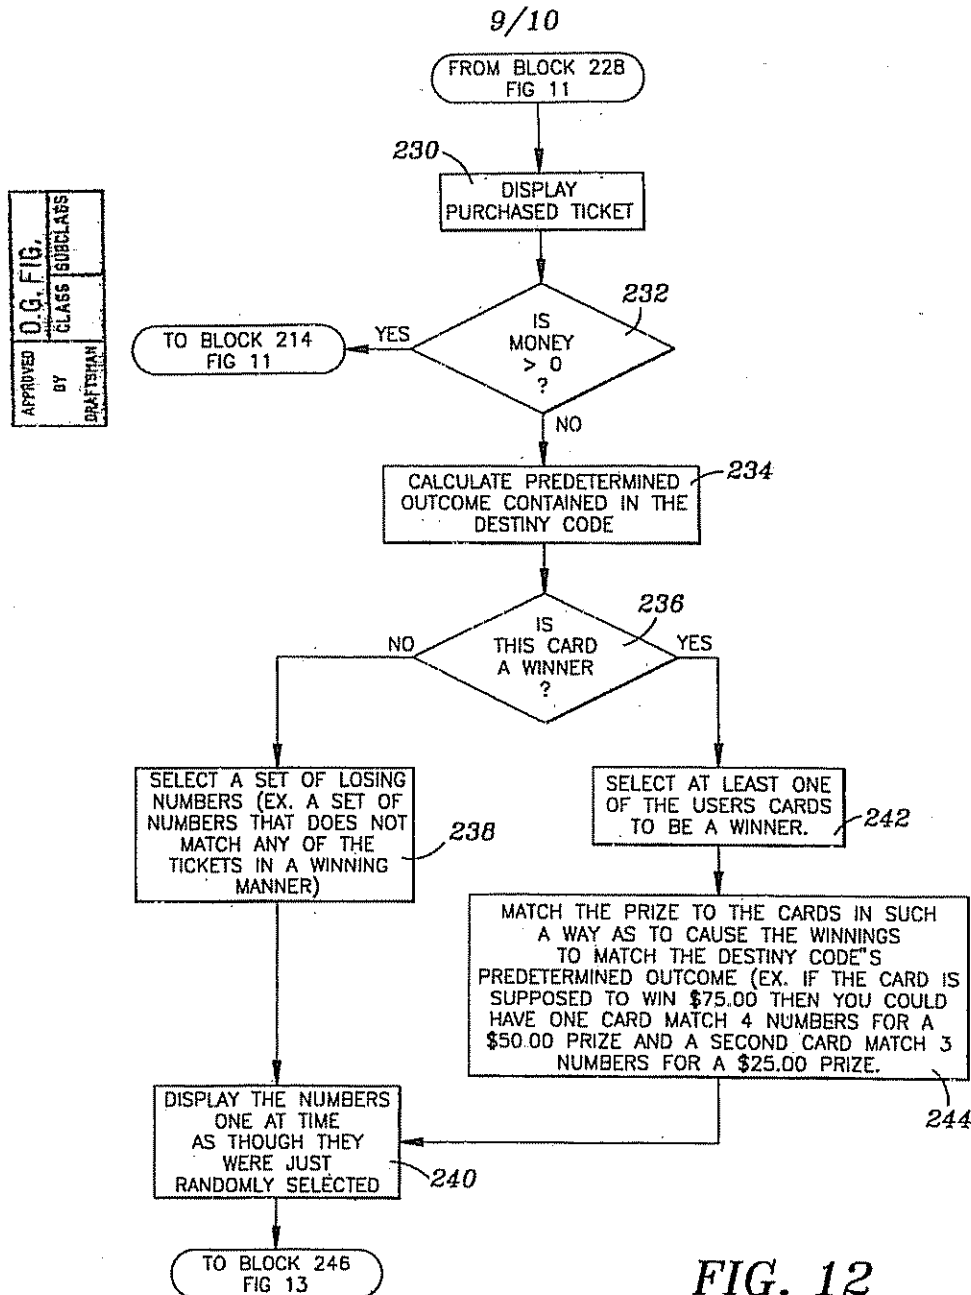 9/10
FROM BLOCK 228
FIG 11
230
DISPLAY
PURCHASED TICKET
232
IS
MONEY
> 0
?
YES
TO BLOCK 214
FIG 11
NO
APPROVED
BY
DRAFTSMAN
O.G. FIG.
CLASS
SUBCLASS
234
CALCULATE PREDETERMINED
OUTCOME CONTAINED IN THE
DESTINY CODE
236
IS
THIS CARD
A WINNER
?
NO
YES
SELECT A SET OF LOSING
NUMBERS (EX. A SET OF
NUMBERS THAT DOES NOT
MATCH ANY OF THE
TICKETS IN A WINNING
MANNER)
238
SELECT AT LEAST ONE
OF THE USERS CARDS
TO BE A WINNER.
242
MATCH THE PRIZE TO THE CARDS IN SUCH
A WAY AS TO CAUSE THE WINNINGS
TO MATCH THE DESTINY CODE"S
PREDETERMINED OUTCOME (EX. IF THE CARD IS
SUPPOSED TO WIN $75.00 THEN YOU COULD
HAVE ONE CARD MATCH 4 NUMBERS FOR A
$50.00 PRIZE AND A SECOND CARD MATCH 3
NUMBERS FOR A $25.00 PRIZE.
244
DISPLAY THE NUMBERS
ONE AT TIME
AS THOUGH THEY
WERE JUST
RANDOMLY SELECTED
240
TO BLOCK 246
FIG 13
FIG. 12